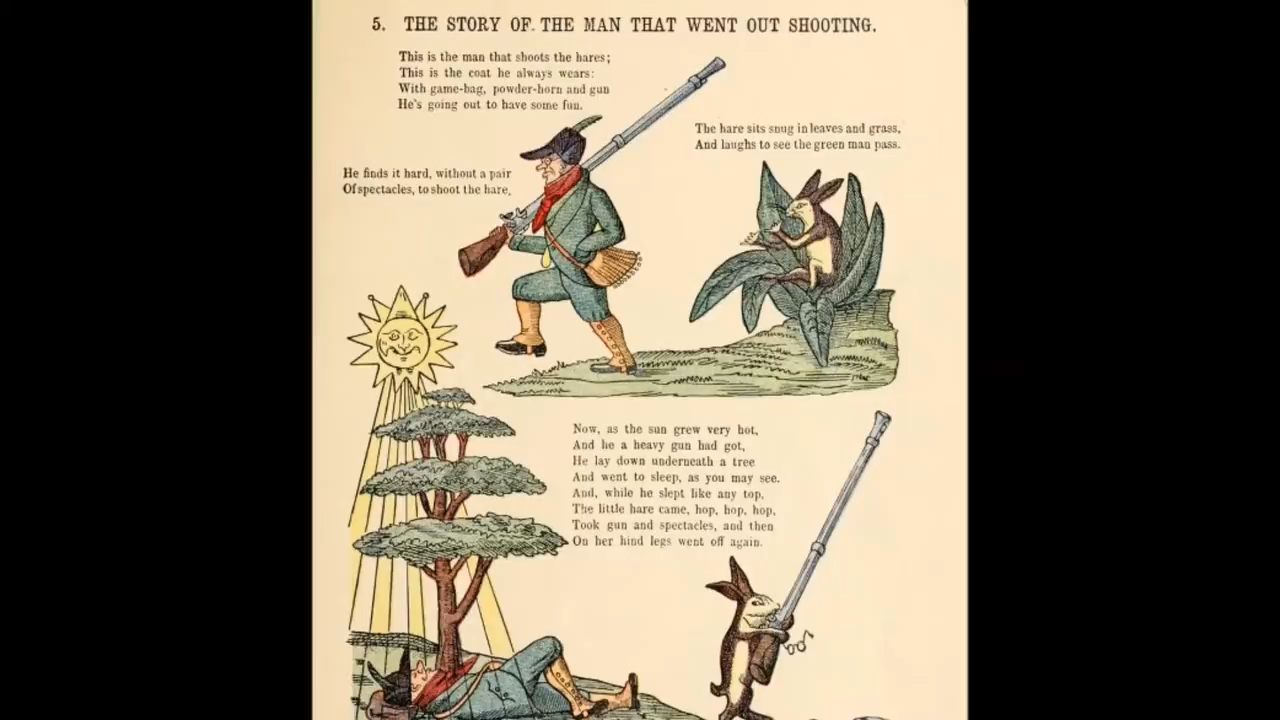 5. THE STORY OF THE MAN THAT WENT OUT SHOOTING.
This is the man that shoots the hares;
This is the coat he always wears:
With game-bag, powder-horn and gun
He's going out to have some fun.
He finds it hard, without a pair
Of spectacles, to shoot the hare,
The hare sits snug in leaves and grass,
And laughs to see the green man pass.
Now, as the sun grew very hot,
And he a heavy gun had got,
He lay down underneath a tree
And went to sleep, as you may see.
And, while he slept like any top,
The little hare came, hop, hop, hop,
Took gun and spectacles, and then
On her hind legs went off again.